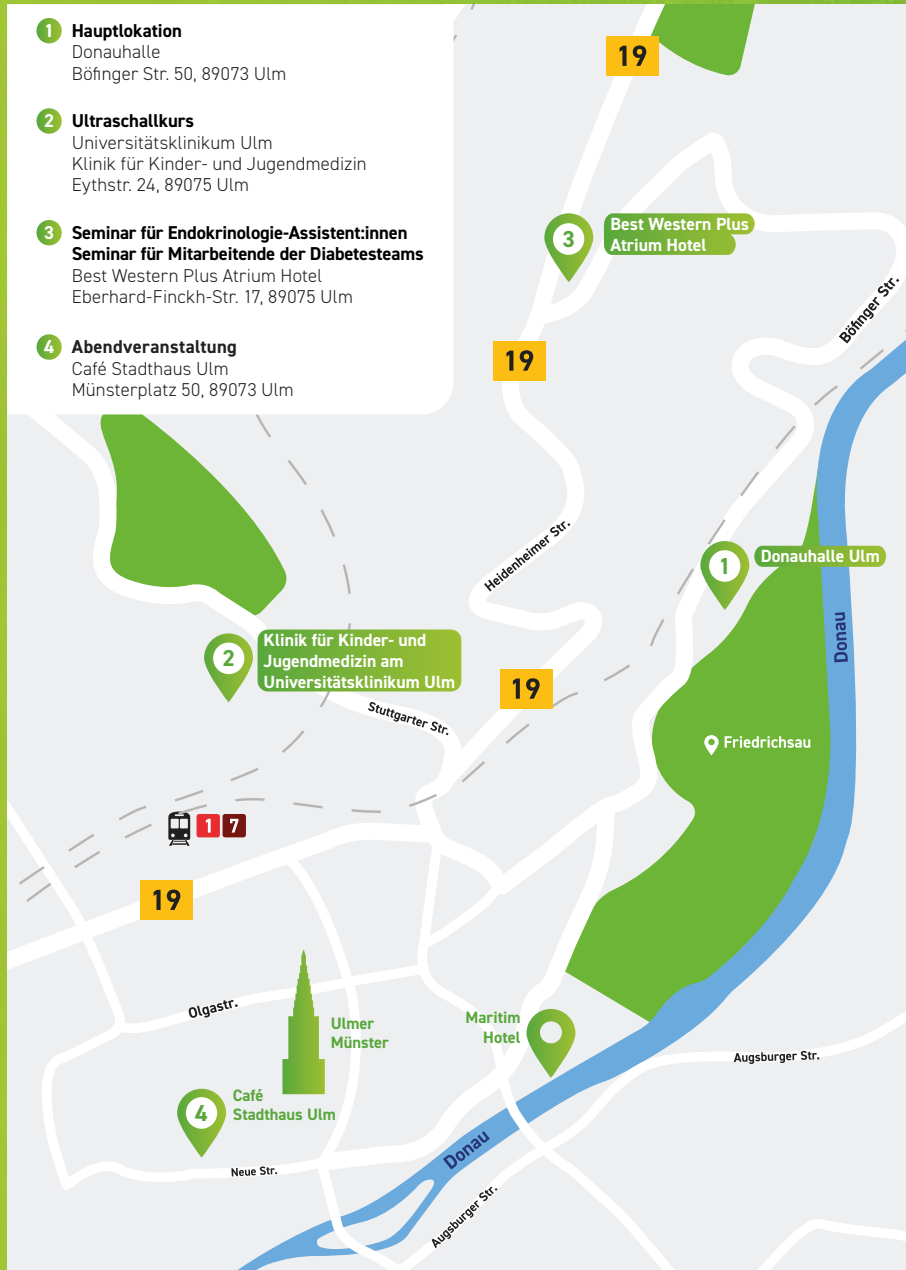 1 Hauptlokation
Donauhalle
Böfinger Str. 50, 89073 Ulm
2 Ultraschallkurs
Universitätsklinikum Ulm
Klinik für Kinder- und Jugendmedizin
Eythstr. 24, 89075 Ulm
3 Seminar für Endokrinologie-Assistent:innen
Seminar für Mitarbeitende der Diabetesteams
Best Western Plus Atrium Hotel
Eberhard-Finckh-Str. 17, 89075 Ulm
4 Abendveranstaltung
Café Stadthaus Ulm
Münsterplatz 50, 89073 Ulm
19
3
Best Western Plus
Atrium Hotel
Böfinger Str.
19
Heidenheimer Str.
1
Donauhalle Ulm
Donau
2
Klinik für Kinder- und
Jugendmedizin am
Universitätsklinikum Ulm
19
Stuttgarter Str.
Friedrichsau
1 7
19
Olgastr.
Ulmer
Münster
Maritim
Hotel
Augsburger Str.
4
Café
Stadthaus Ulm
Neue Str.
Donau
Augsburger Str.